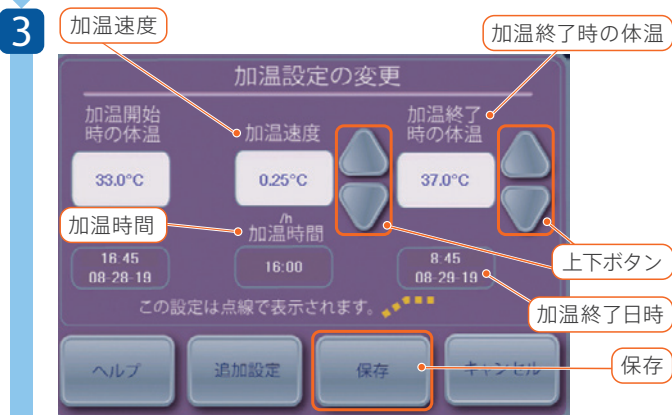 3
加温速度
加温終了時の体温
加温設定の変更
加温開始
時の体温
加温速度
加温終了
時の体温
33.0°C
0.25°C
37.0°C
/h
加温時間
加温時間
16:45
08-28-19
16:00
8:45
08-29-19
上下ボタン
この設定は点線で表示されます。
加温終了日時
ヘルプ
追加設定
保存
キャンセル
保存